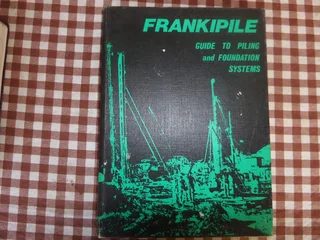 FRANKIPILE
GUIDE TO PILING
and FOUNDATION
SYSTEMS